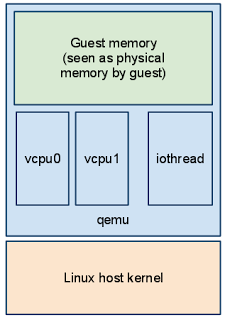 Guest memory
(seen as physical
memory by guest)
vcpu0 vcpu1 iothread
qemu
Linux host kernel